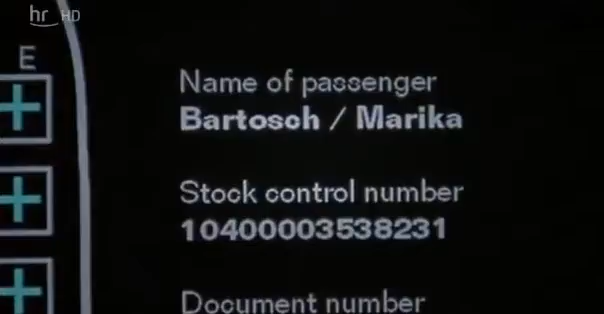 hr HD
E
Name of passenger
Bartosch / Marika
Stock control number
10400003538231
Document number